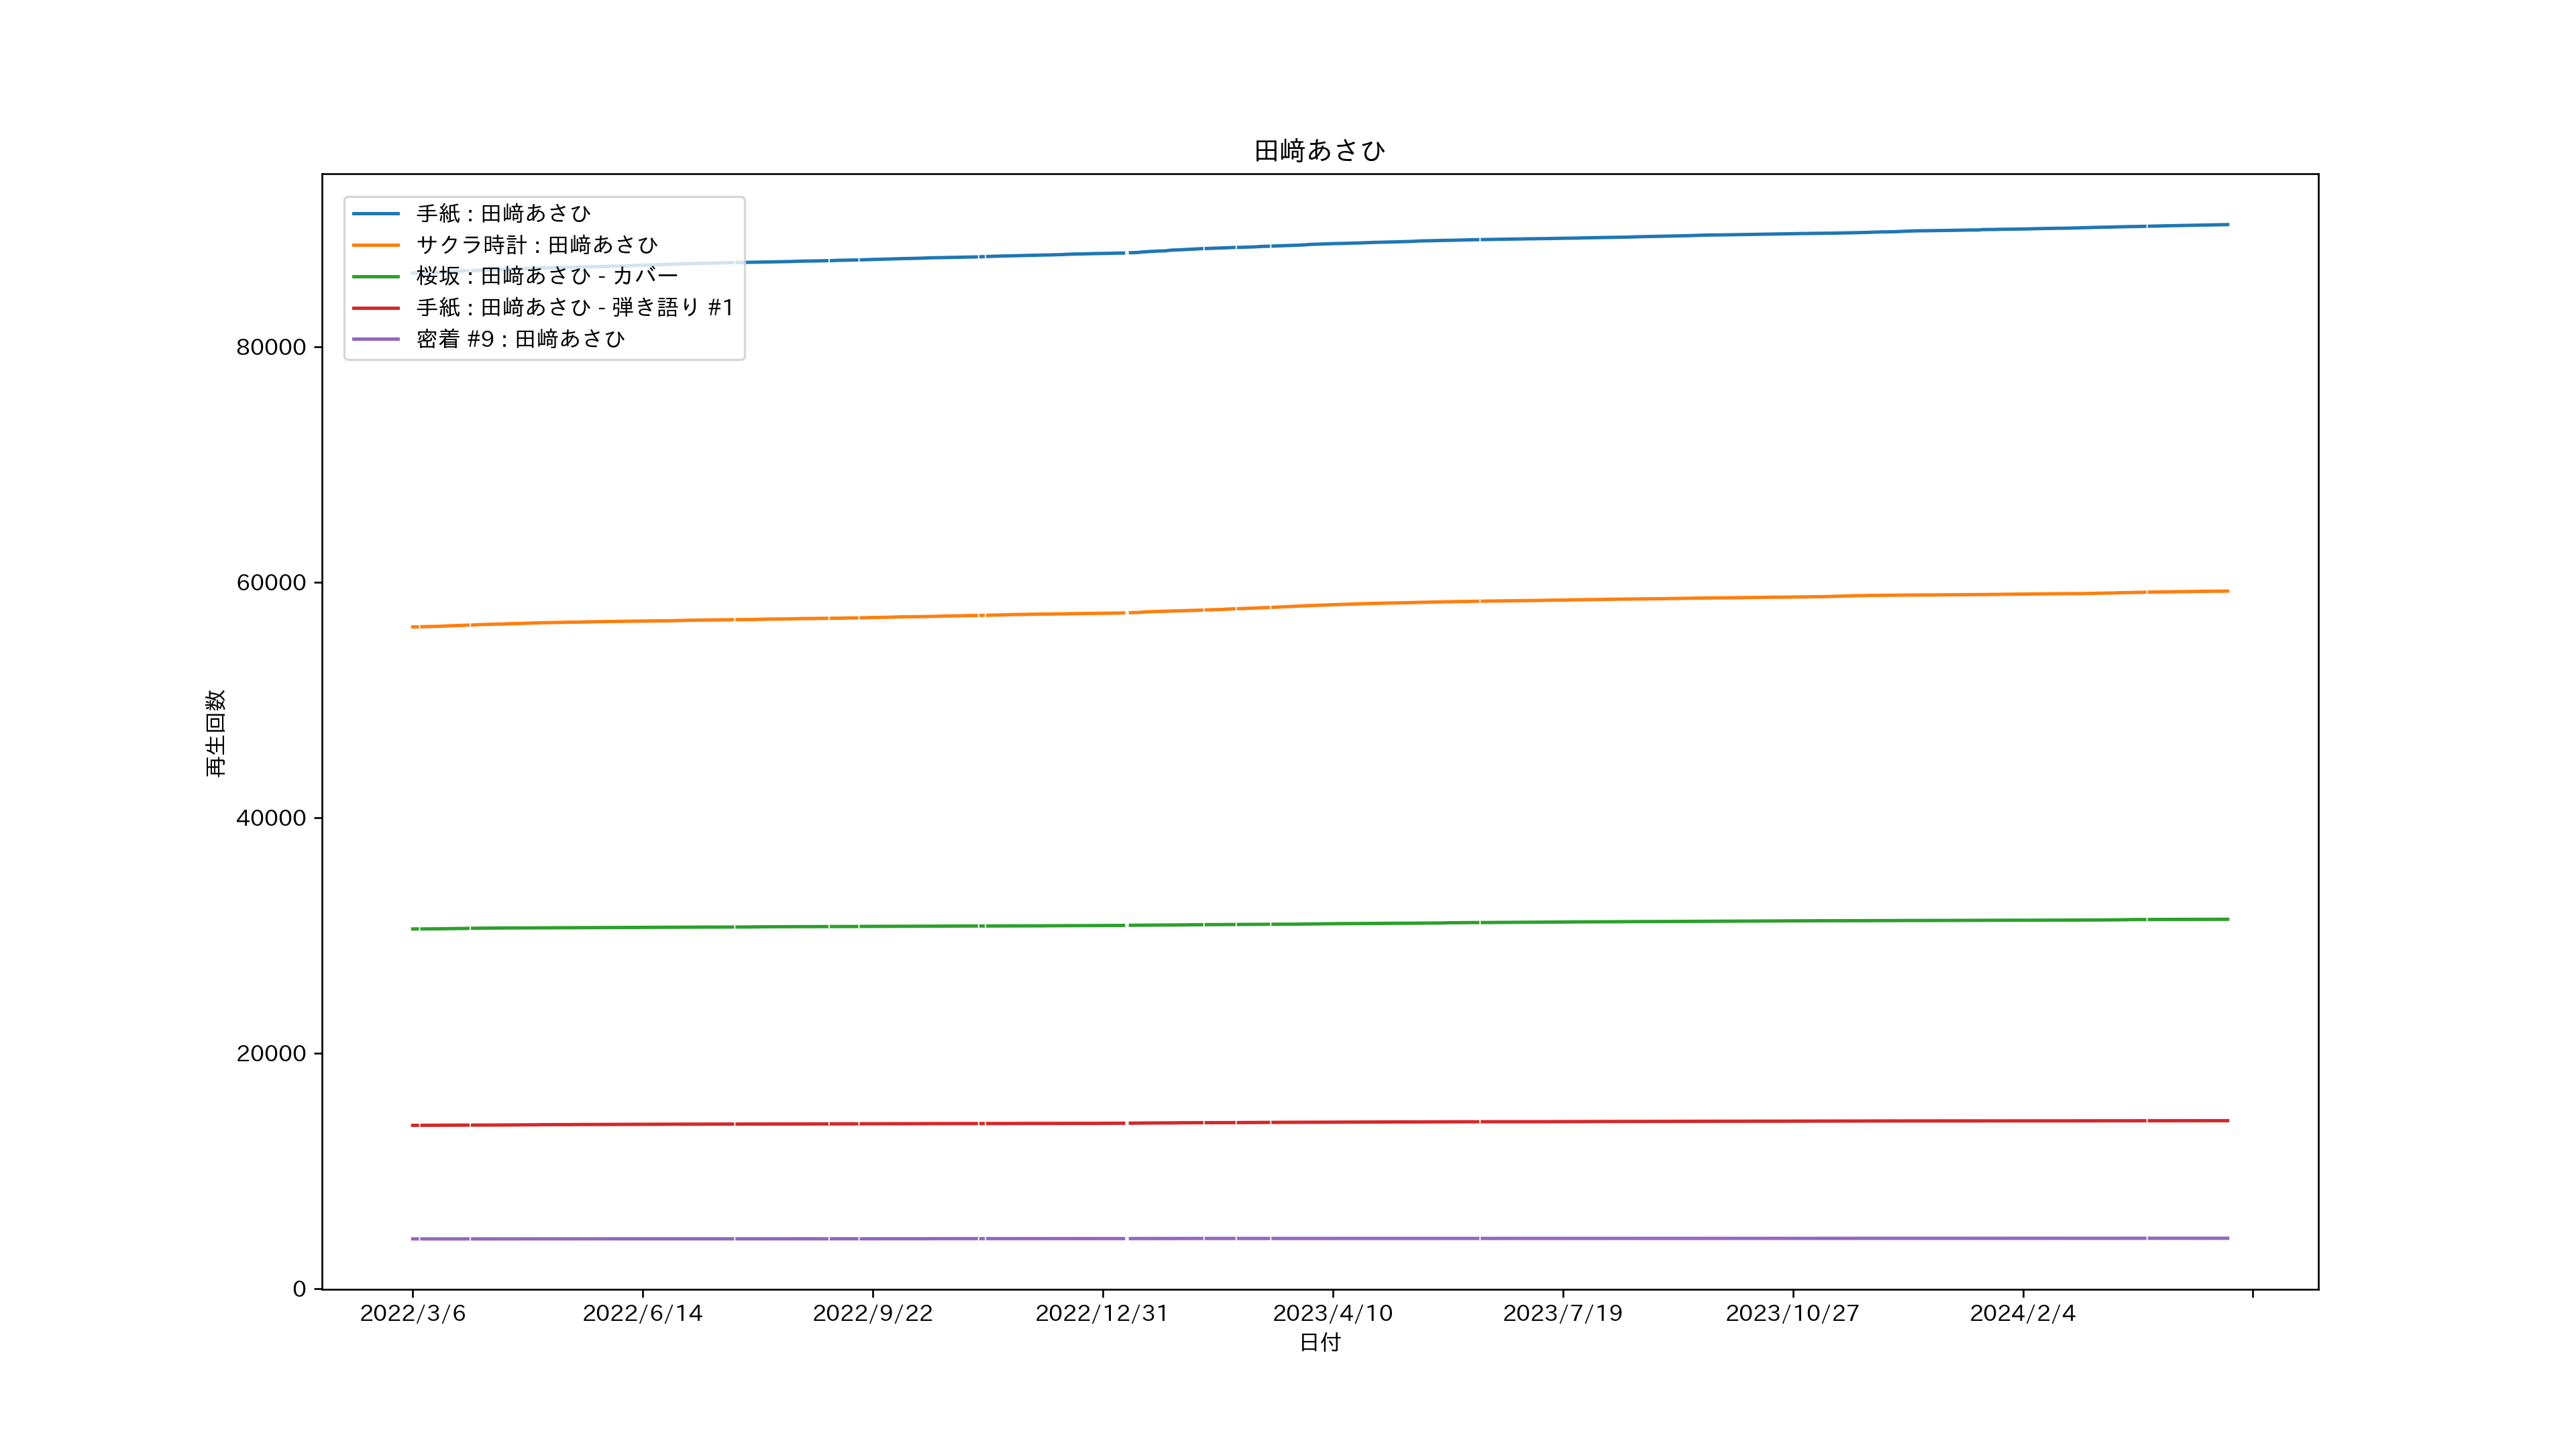 田﨑あさひ
手紙 : 田﨑あさひ
サクラ時計 : 田﨑あさひ
桜坂 : 田﨑あさひ - カバー
手紙 : 田﨑あさひ - 弾き語り #1
密着 #9 : 田﨑あさひ
80000
60000
40000
20000
0
再生回数
2022/3/6
2022/6/14
2022/9/22
2022/12/31
2023/4/10
2023/7/19
2023/10/27
2024/2/4
日付